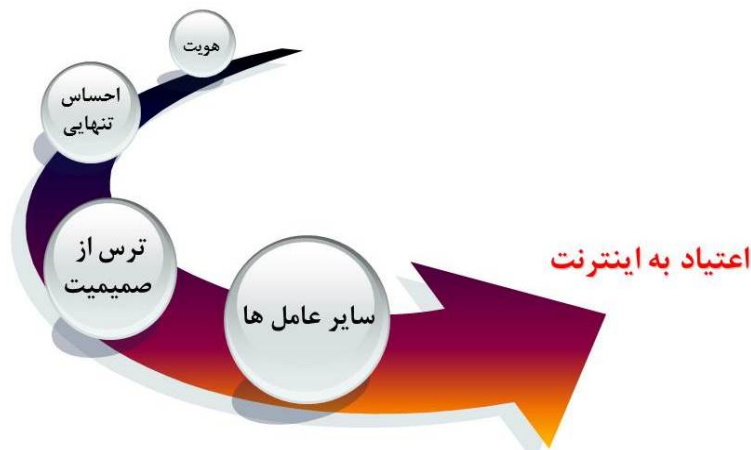 هویت
احساس
تنهایی
ترس از
صمیمیت
سایر عامل ها
اعتیاد به اینترنت